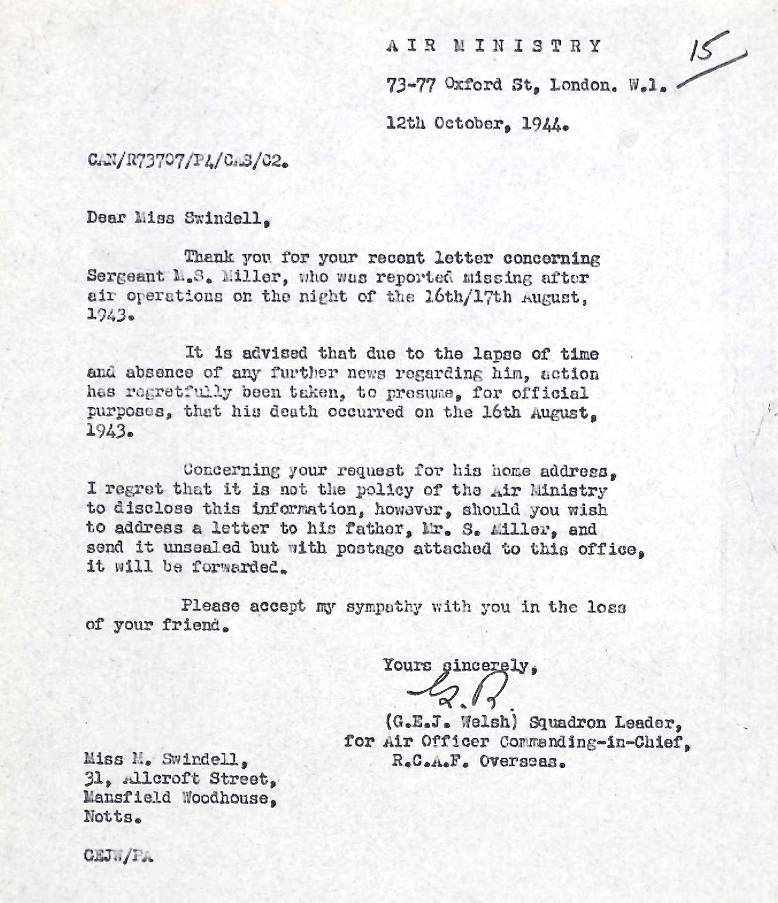 AIR MINISTRY
15
73-77 Oxford St, London. W.1.
12th October, 1944.
CAN/R73707/P4/CAS/C2.
Dear Miss Swindell,
Thank you for your recent letter concerning
Sergeant M.S. Miller, who was reported missing after
air operations on the night of the 16th/17th August,
1943.
It is advised that due to the lapse of time
and absence of any further news regarding him, action
has regretfully been taken, to presume, for official
purposes, that his death occurred on the 16th August,
1943.
Concerning your request for his home address,
I regret that it is not the policy of the Air Ministry
to disclose this information, however, should you wish
to address a letter to his father, Mr. S. Miller, and
send it unsealed but with postage attached to this office,
it will be forwarded.
Please accept my sympathy with you in the loss
of your friend.
Yours sincerely,
(G.E.J. Welsh) Squadron Leader,
for Air Officer Commanding-in-Chief,
R.C.A.F. Overseas.
Miss M. Swindell,
31, Allcroft Street,
Mansfield Woodhouse,
Notts.
GEJW/PA